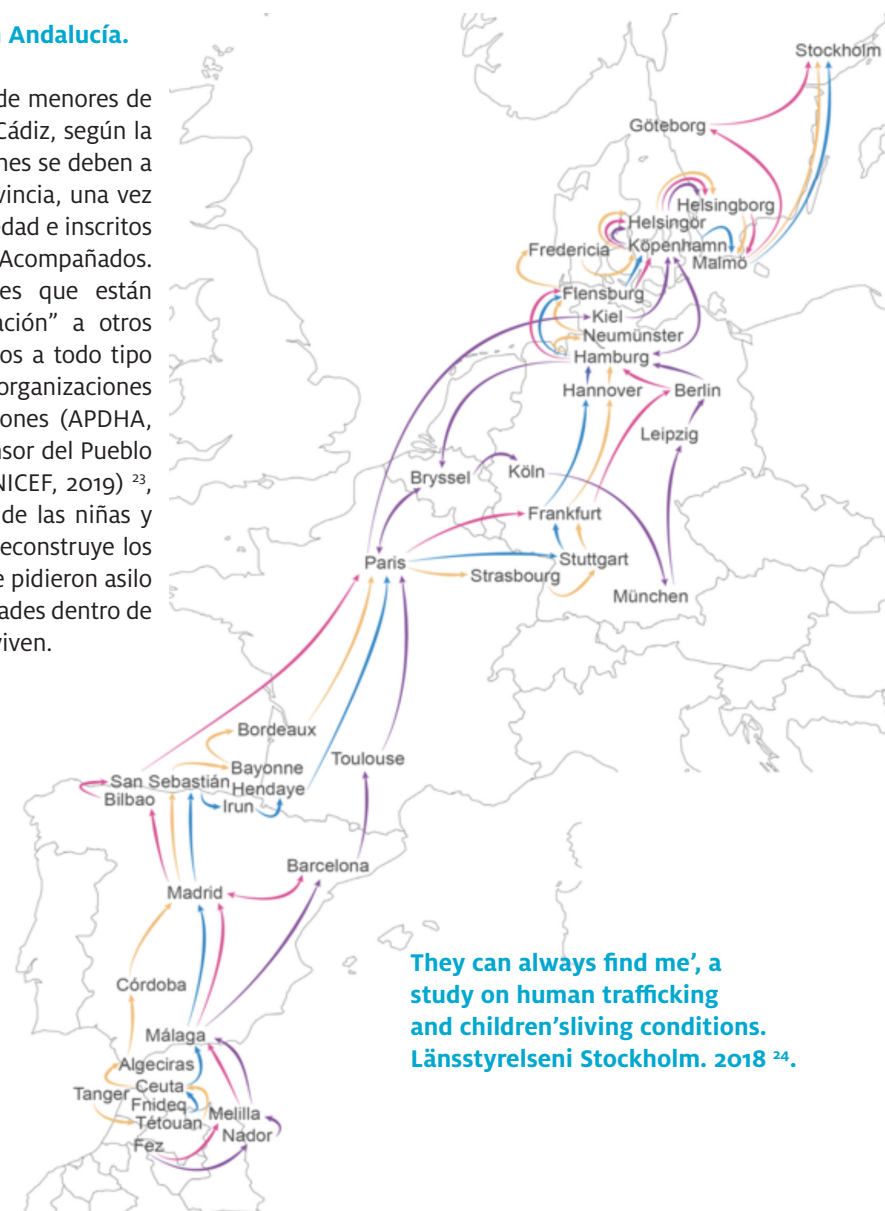 Andalucía.
de menores de
Cádiz, según la
nes se deben a
vincia, una vez
edad e inscritos
Acompañados.
es que están
ación” a otros
os a todo tipo
organizaciones
ones (APDHA,
nsor del Pueblo
NICEF, 2019) ²³,
de las niñas y
econstruye los
e pidieron asilo
ades dentro de
viven.
Stockholm
Göteborg
Helsingborg
Helsingör
Fredericia
Köpenhamn
Malmö
Flensburg
Kiel
Neumünster
Hamburg
Hannover
Berlin
Leipzig
Bryssel
Köln
Frankfurt
Paris
Stuttgart
Strasbourg
München
Bordeaux
Toulouse
Bayonne
San Sebastián
Hendaye
Bilbao
Irun
Barcelona
Madrid
Córdoba
Málaga
Algeciras
Ceuta
Tanger
Fnideq
Melilla
Tétouan
Nador
Fez
They can always find me’, a
study on human trafficking
and children’sliving conditions.
Länsstyrelseni Stockholm. 2018 ²⁴.